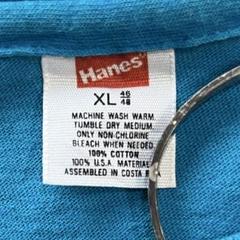 Hanes
XL 46
48
MACHINE WASH WARM
TUMBLE DRY MEDIUM
ONLY NON-CHLORINE
BLEACH WHEN NEEDED
100% COTTON
100% U.S.A. MATERIAL
ASSEMBLED IN COSTA